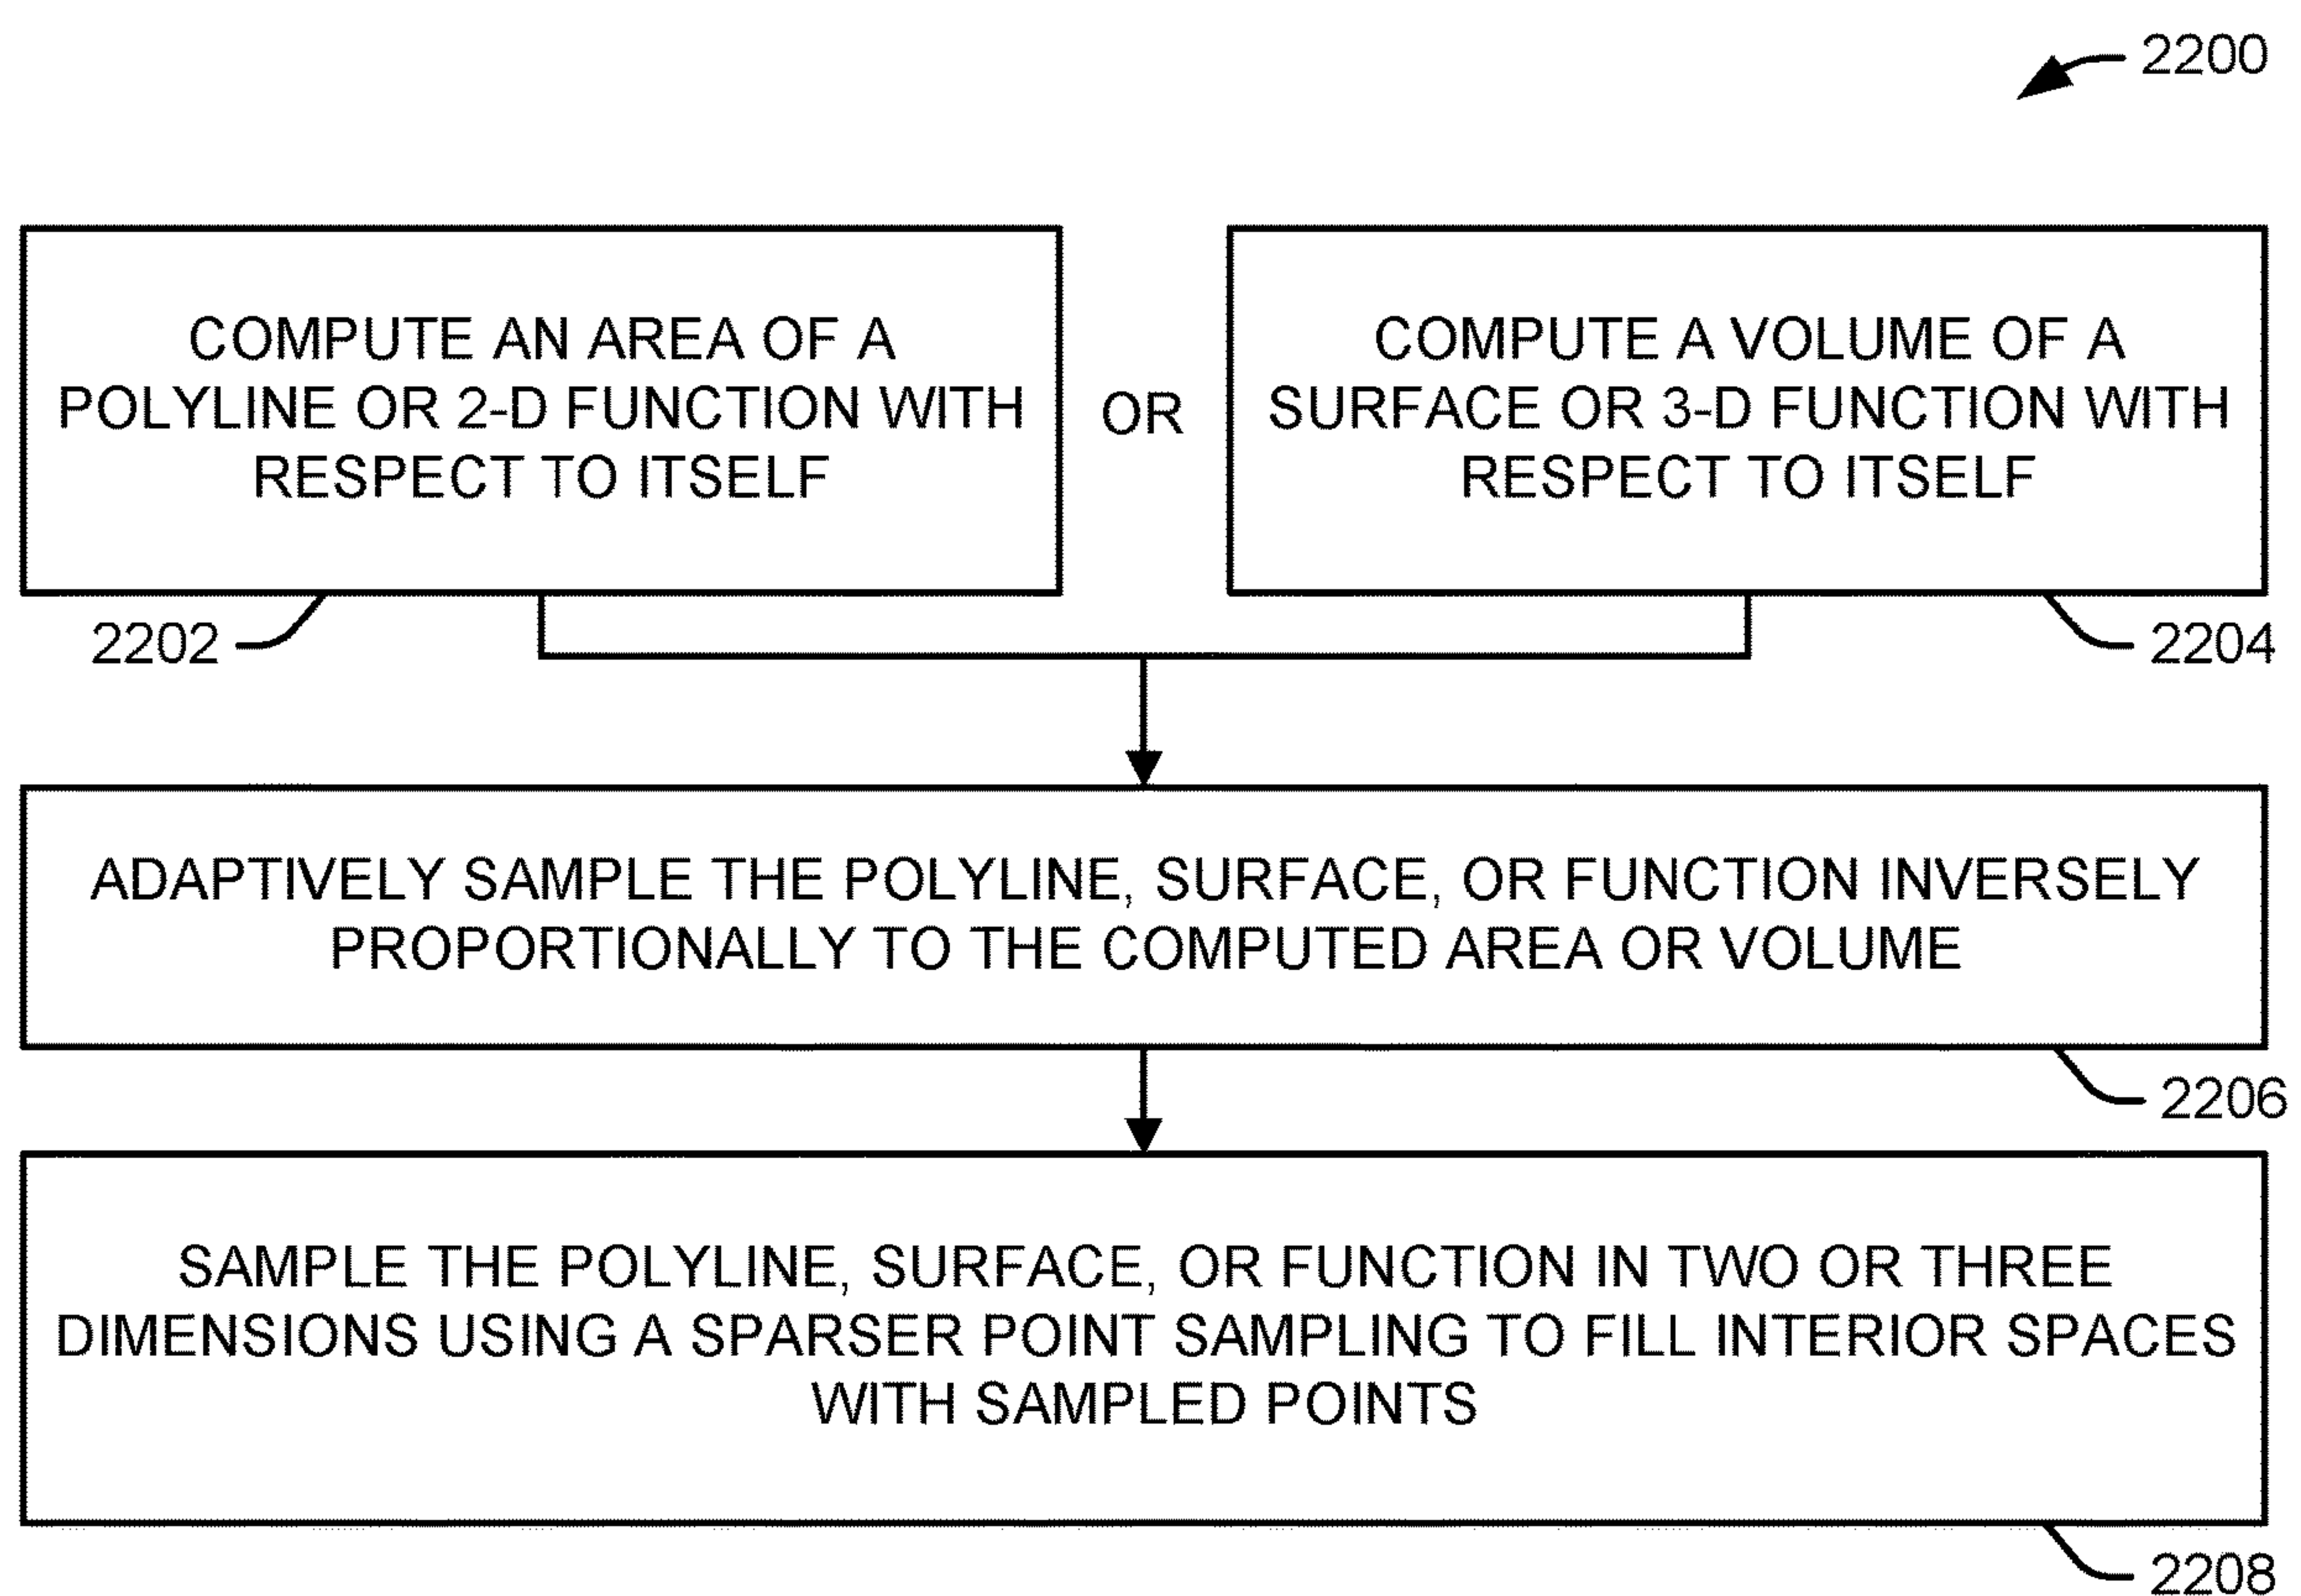 2200
COMPUTE AN AREA OF A
POLYLINE OR 2-D FUNCTION WITH
RESPECT TO ITSELF
OR
COMPUTE A VOLUME OF A
SURFACE OR 3-D FUNCTION WITH
RESPECT TO ITSELF
2202
2204
ADAPTIVELY SAMPLE THE POLYLINE, SURFACE, OR FUNCTION INVERSELY
PROPORTIONALLY TO THE COMPUTED AREA OR VOLUME
2206
SAMPLE THE POLYLINE, SURFACE, OR FUNCTION IN TWO OR THREE
DIMENSIONS USING A SPARSER POINT SAMPLING TO FILL INTERIOR SPACES
WITH SAMPLED POINTS
2208